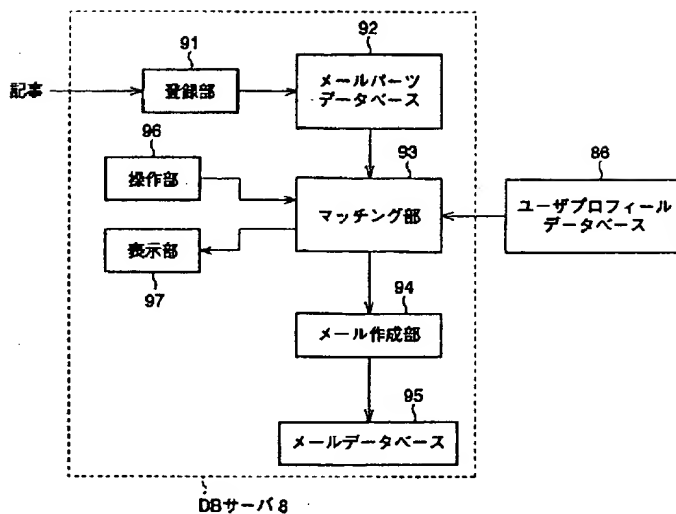 91
92
記事
登録部
メールパーツ
データベース
96
93
86
操作部
マッチング部
ユーザプロフィール
データベース
表示部
97
94
メール作成部
95
メールデータベース
DBサーバ8